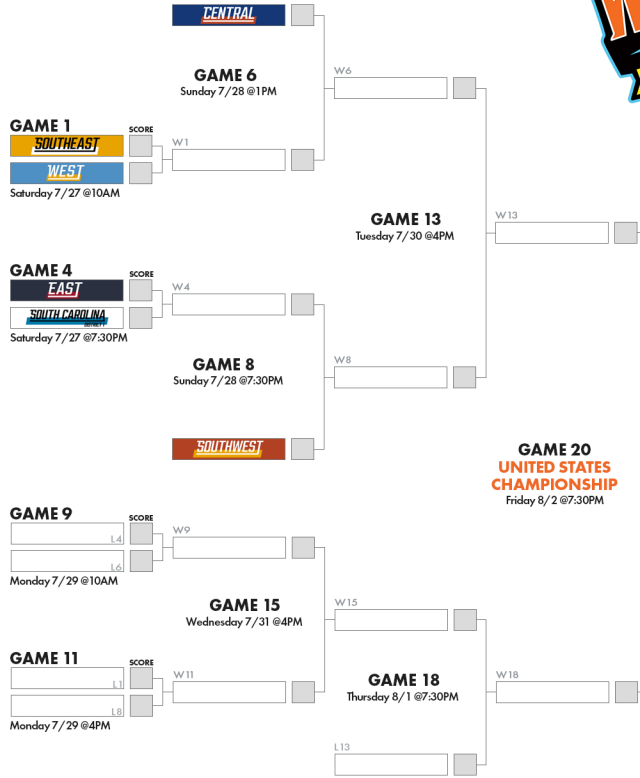 CENTRAL
GAME 6
Sunday 7/28 @1PM
W6
GAME 1
SCORE
SOUTHEAST
WEST
Saturday 7/27 @10AM
W1
GAME 13
Tuesday 7/30 @4PM
W13
GAME 4
SCORE
EAST
SOUTH CAROLINA
Saturday 7/27 @7:30PM
W4
GAME 8
Sunday 7/28 @7:30PM
W8
SOUTHWEST
GAME 20
UNITED STATES
CHAMPIONSHIP
Friday 8/2 @7:30PM
GAME 9
SCORE
L4
L6
Monday 7/29 @10AM
W9
GAME 15
Wednesday 7/31 @4PM
W15
GAME 11
SCORE
L1
L8
Monday 7/29 @4PM
W11
GAME 18
Thursday 8/1 @7:30PM
W18
L13